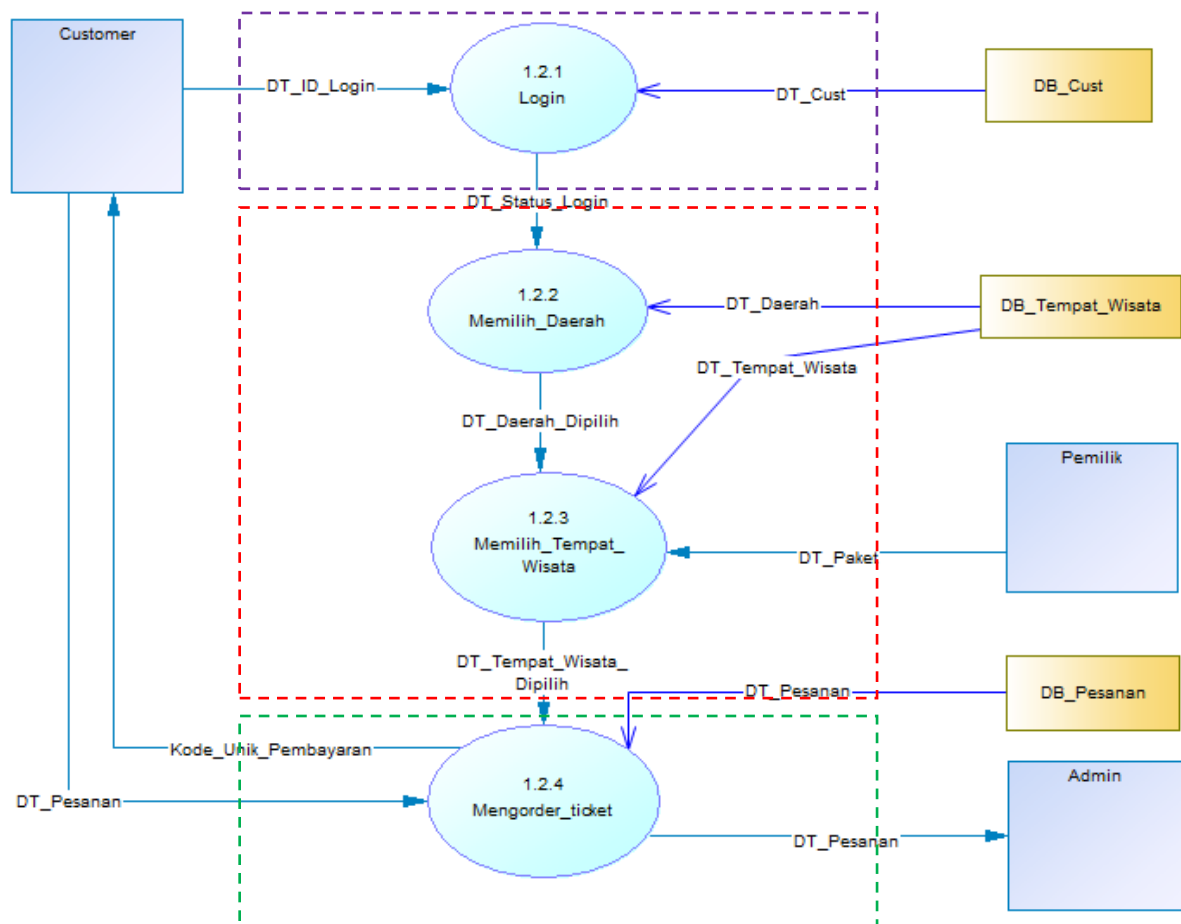 Customer
1.2.1
Login
DT_ID_Login
DT_Cust
DB_Cust
DT_Status_Login
1.2.2
Memilih_Daerah
DT_Daerah
DB_Tempat_Wisata
DT_Tempat_Wisata
DT_Daerah_Dipilih
Pemilik
1.2.3
Memilih_Tempat_
Wisata
DT_Paket
DT_Tempat_Wisata_
Dipilih
DT_Pesanan
DB_Pesanan
Kode_Unik_Pembayaran
1.2.4
Mengorder_ticket
Admin
DT_Pesanan
DT_Pesanan